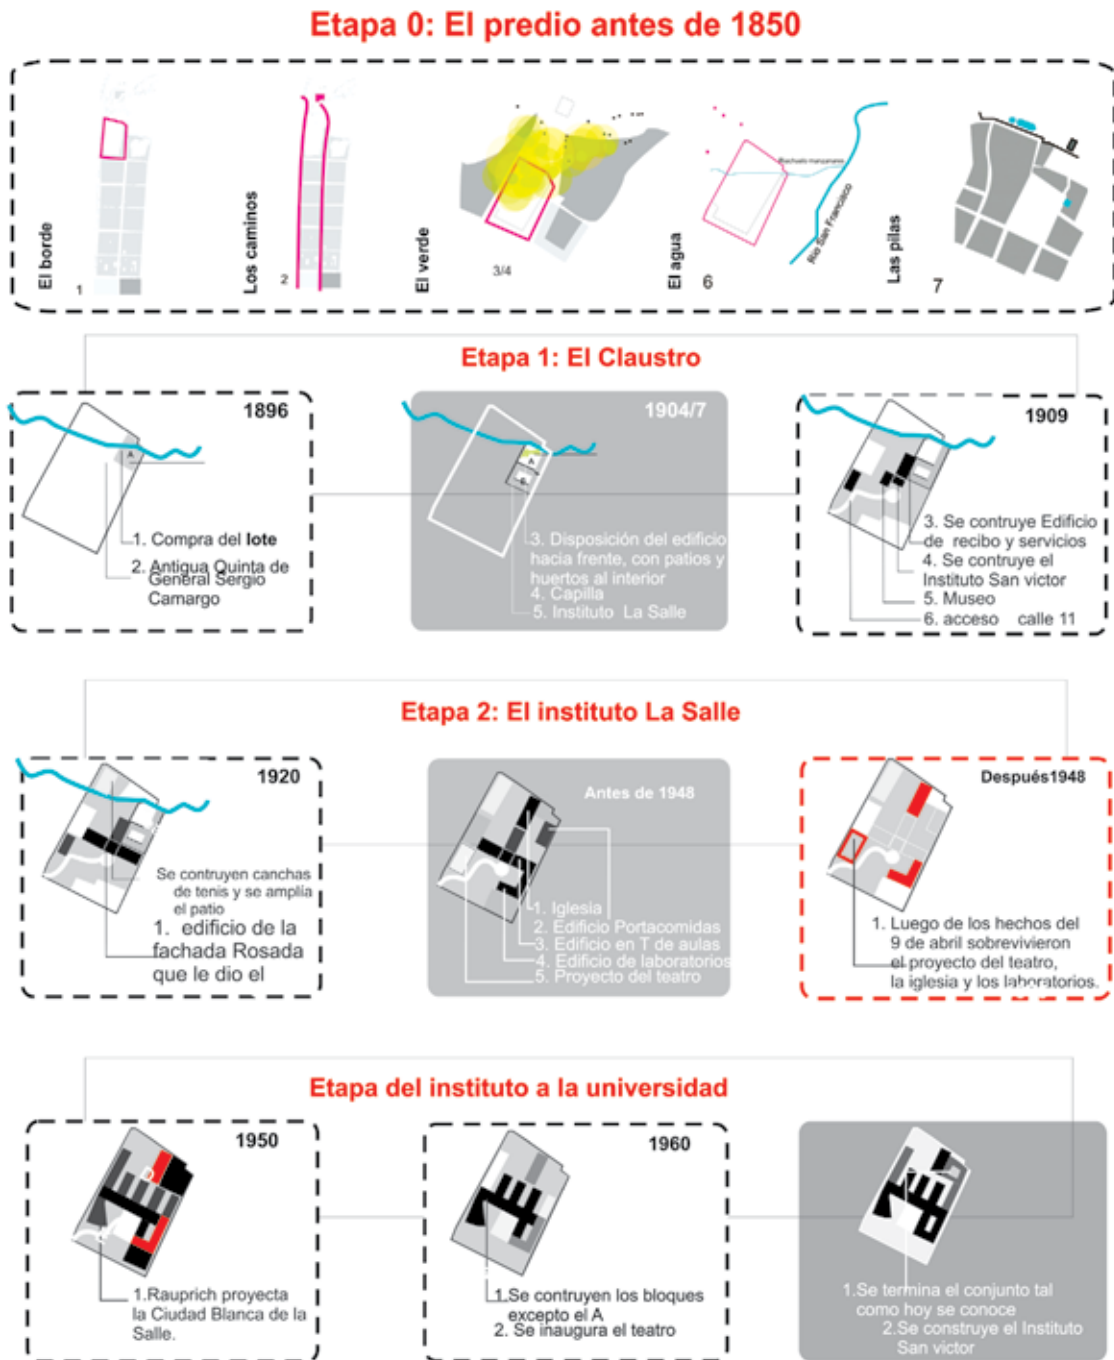 Etapa 0: El predio antes de 1850
El borde
1
Los caminos
2
El verde
3/4
El agua
6
Riachuelo manzanares
Rio San Francisco
Las pilas
7
Etapa 1: El Claustro
1896
A
1. Compra del lote
2. Antigua Quinta de
General Sergio
Camargo
1904/7
A
B
3. Disposición del edificio
hacia frente, con patios y
huertos al interior
4. Capilla
5. Instituto La Salle
1909
3. Se contruye Edificio
de recibo y servicios
4. Se contruye el
Instituto San victor
5. Museo
6. acceso calle 11
Etapa 2: El instituto La Salle
1920
Se contruyen canchas
de tenis y se amplía
el patio
1. edificio de la
fachada Rosada
que le dio el
Antes de 1948
1. Iglesia
2. Edificio Portacomidas
3. Edificio en T de aulas
4. Edificio de laboratorios
5. Proyecto del teatro
Después1948
1. Luego de los hechos del
9 de abril sobrevivieron
el proyecto del teatro,
la iglesia y los laboratorios.
Etapa del instituto a la universidad
1950
1.Rauprich proyecta
la Ciudad Blanca de la
Salle.
1960
1.Se contruyen los bloques
excepto el A
2. Se inaugura el teatro
1.Se termina el conjunto tal
como hoy se conoce
2.Se construye el Instituto
San victor